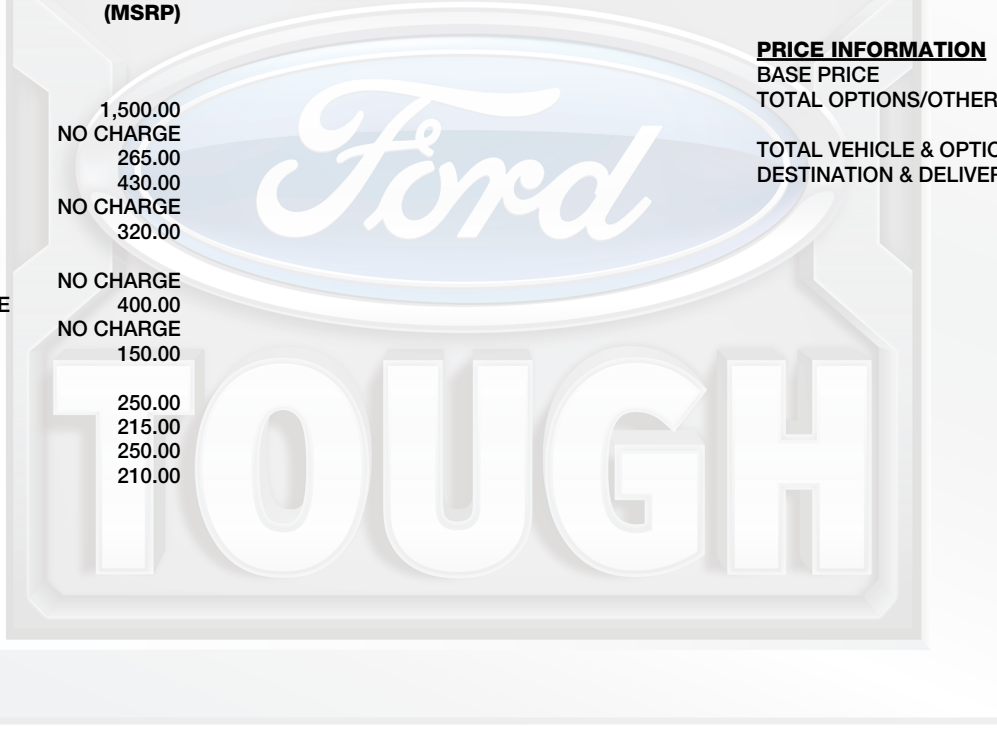 (MSRP)
1,500.00
NO CHARGE
265.00
430.00
NO CHARGE
320.00
NO CHARGE
E 400.00
NO CHARGE
150.00
250.00
215.00
250.00
210.00
PRICE INFORMATION
BASE PRICE
TOTAL OPTIONS/OTHER
TOTAL VEHICLE & OPTIO
DESTINATION & DELIVER
Ford
TOUGH